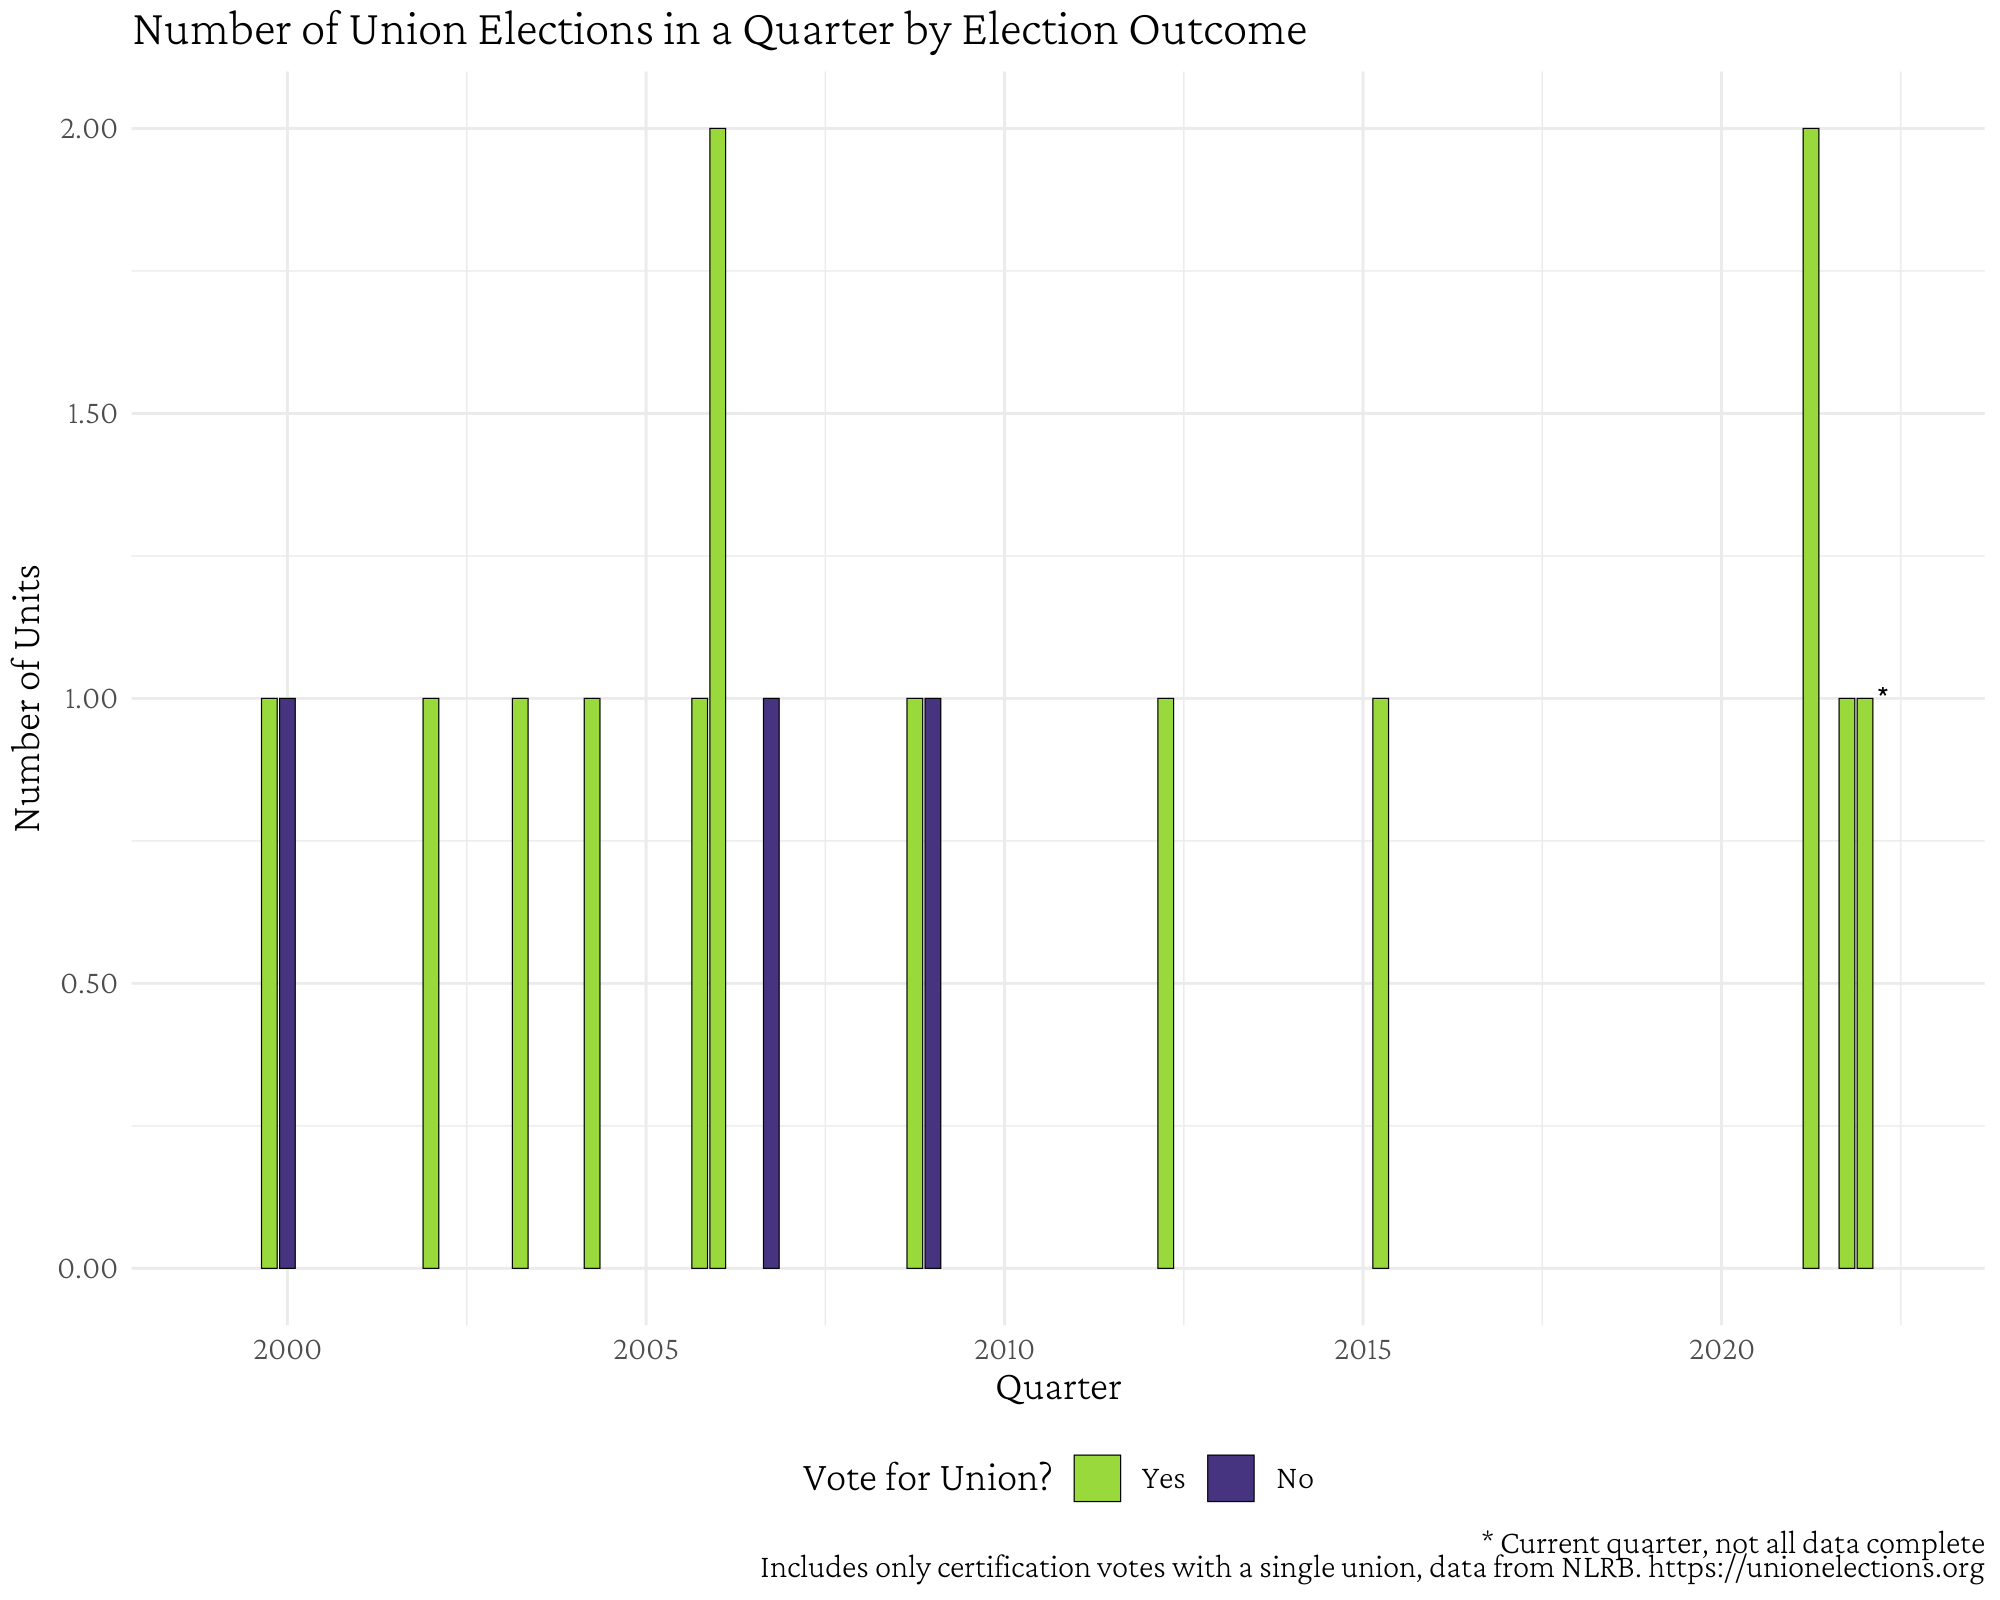 Number of Union Elections in a Quarter by Election Outcome
Number of Units
2.00
1.50
1.00
0.50
0.00
*
2000 2005 2010 2015 2020
Quarter
Vote for Union? Yes No
* Current quarter, not all data complete
Includes only certification votes with a single union, data from NLRB. https://unionelections.org